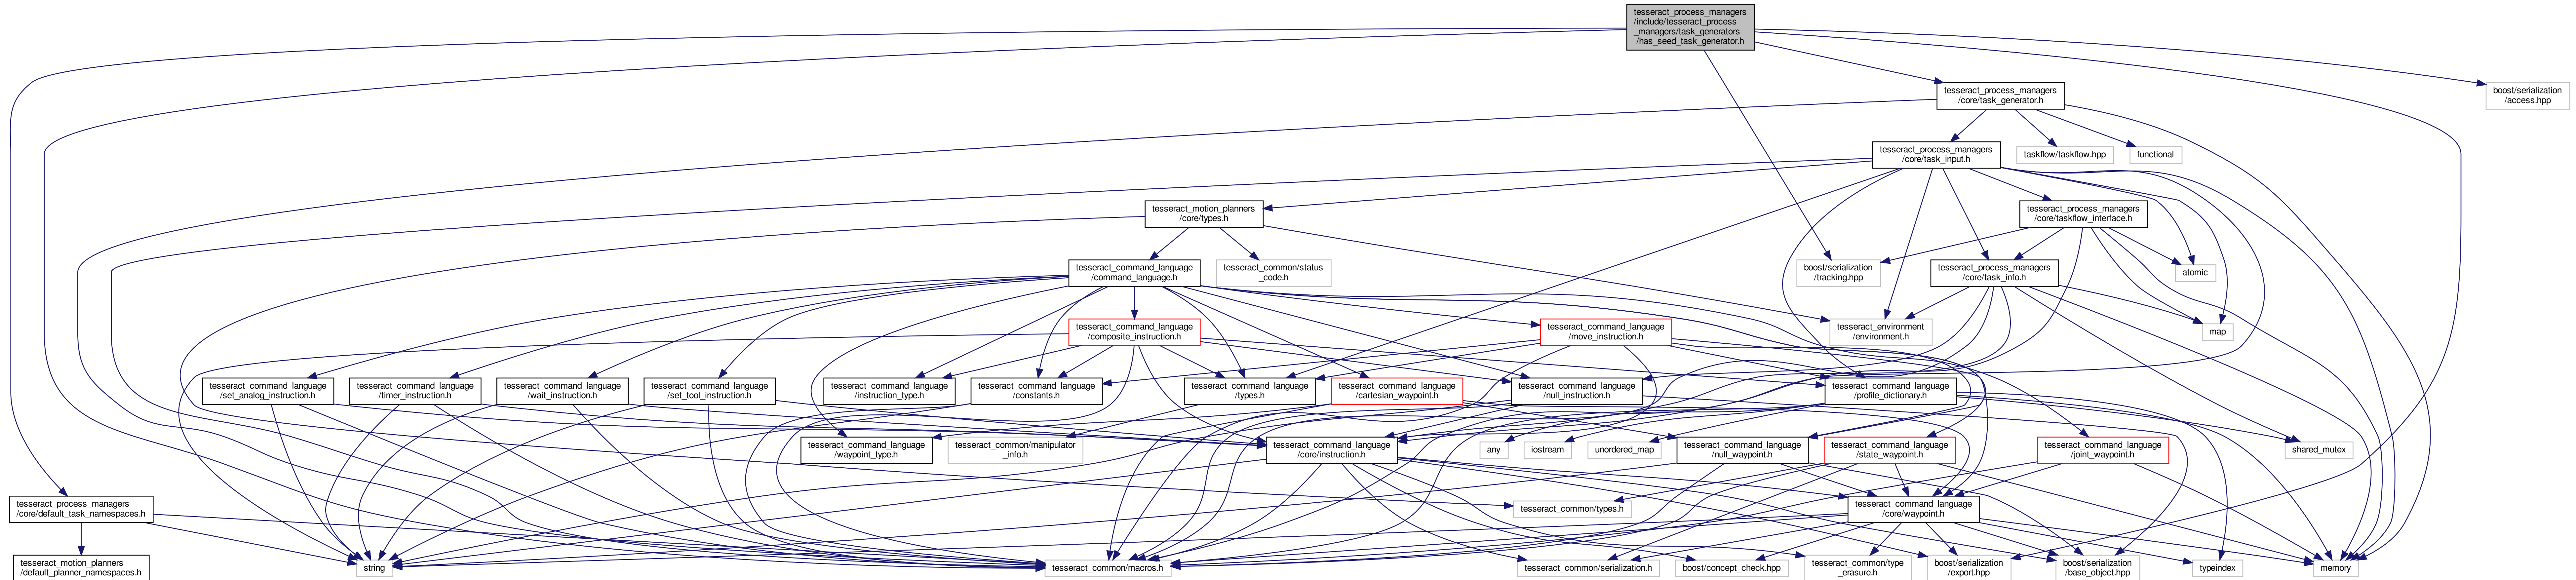 tesseract_process_managers
/include/tesseract_process
_managers/task_generators
/has_seed_task_generator.h
tesseract_process_managers
/core/task_generator.h
boost/serialization
/access.hpp
tesseract_process_managers
/core/task_input.h
taskflow/taskflow.hpp
functional
tesseract_motion_planners
/core/types.h
tesseract_process_managers
/core/taskflow_interface.h
tesseract_command_language
/command_language.h
tesseract_common/status
_code.h
boost/serialization
/tracking.hpp
tesseract_process_managers
/core/task_info.h
atomic
tesseract_command_language
/composite_instruction.h
tesseract_command_language
/move_instruction.h
tesseract_environment
/environment.h
map
tesseract_command_language
/set_analog_instruction.h
tesseract_command_language
/timer_instruction.h
tesseract_command_language
/wait_instruction.h
tesseract_command_language
/set_tool_instruction.h
tesseract_command_language
/instruction_type.h
tesseract_command_language
/constants.h
tesseract_command_language
/types.h
tesseract_command_language
/cartesian_waypoint.h
tesseract_command_language
/null_instruction.h
tesseract_command_language
/profile_dictionary.h
tesseract_command_language
/waypoint_type.h
tesseract_common/manipulator
_info.h
tesseract_command_language
/core/instruction.h
any
iostream
unordered_map
tesseract_command_language
/null_waypoint.h
tesseract_command_language
/state_waypoint.h
tesseract_command_language
/joint_waypoint.h
shared_mutex
tesseract_process_managers
/core/default_task_namespaces.h
tesseract_common/types.h
tesseract_command_language
/core/waypoint.h
tesseract_motion_planners
/default_planner_namespaces.h
string
tesseract_common/macros.h
tesseract_common/serialization.h
boost/concept_check.hpp
tesseract_common/type
_erasure.h
boost/serialization
/export.hpp
boost/serialization
/base_object.hpp
typeindex
memory